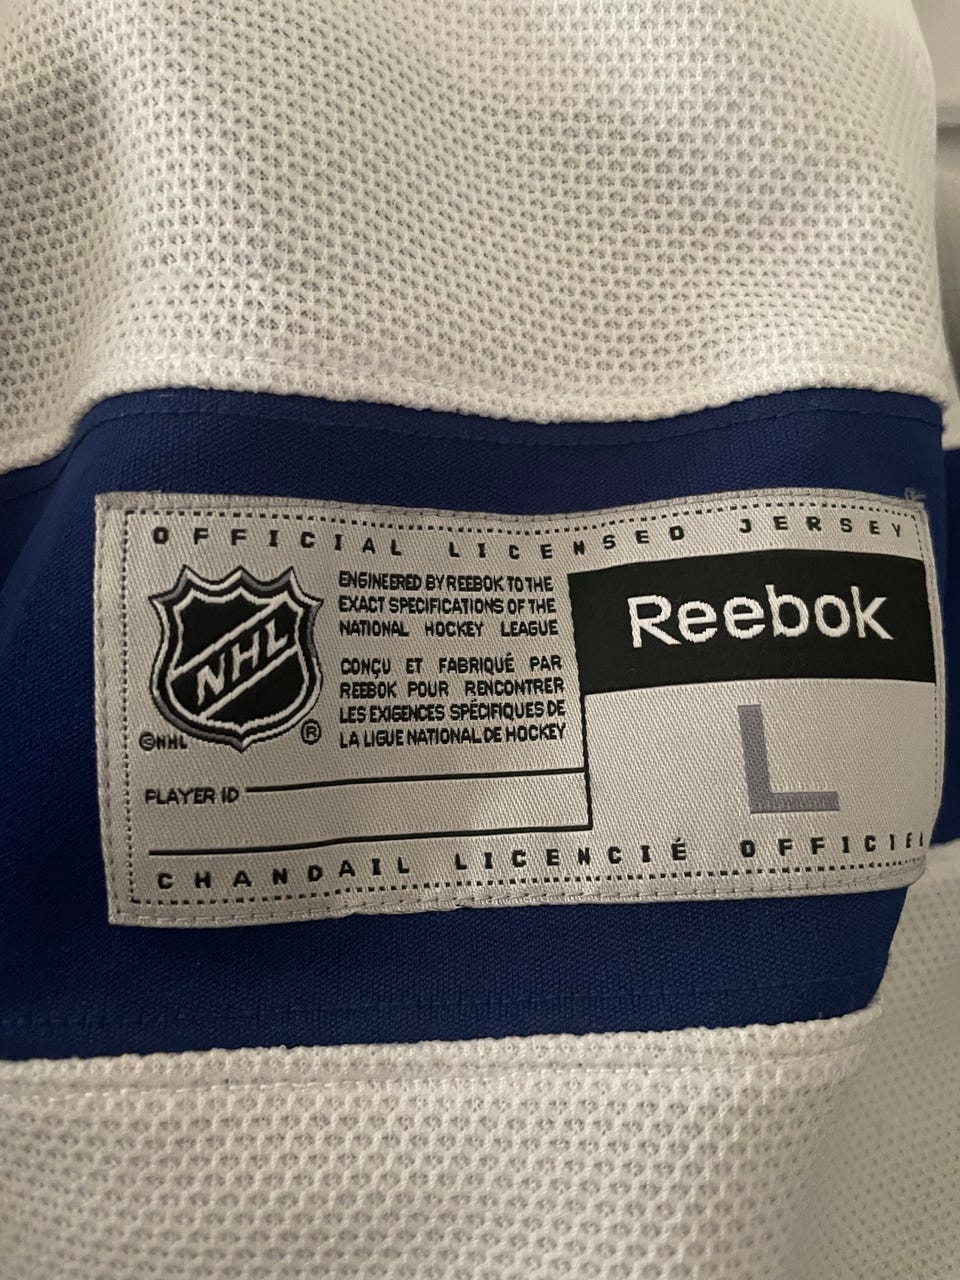 OFFICIAL LICENSED JERSEY
NHL
©NHL
®
ENGINEERED BY REEBOK TO THE
EXACT SPECIFICATIONS OF THE
NATIONAL HOCKEY LEAGUE
CONÇU ET FABRIQUÉ PAR
REEBOK POUR RENCONTRER
LES EXIGENCES SPÉCIFIQUES DE
LA LIGUE NATIONAL DE HOCKEY
Reebok
L
PLAYER ID
CHANDAIL LICENCIÉ OFFICIEL